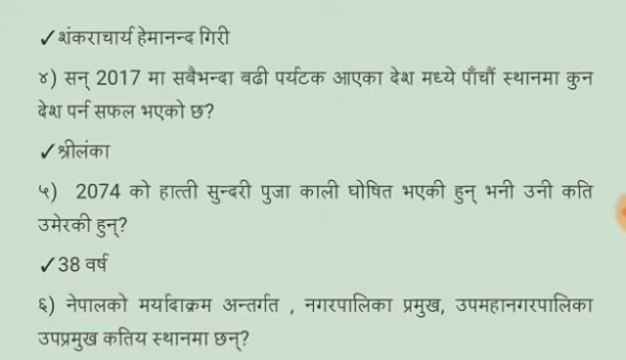 ✓शंकराचार्य हेमानन्द गिरी
४) सन् 2017 मा सबैभन्दा बढी पर्यटक आएका देश मध्ये पाँचौं स्थानमा कुन
देश पर्न सफल भएको छ?
✓श्रीलंका
५) 2074 को हात्ती सुन्दरी पुजा काली घोषित भएकी हुन् भनी उनी कति
उमेरकी हुन्?
✓38 वर्ष
६) नेपालको मर्यादाक्रम अन्तर्गत , नगरपालिका प्रमुख, उपमहानगरपालिका
उपप्रमुख कतिय स्थानमा छन्?